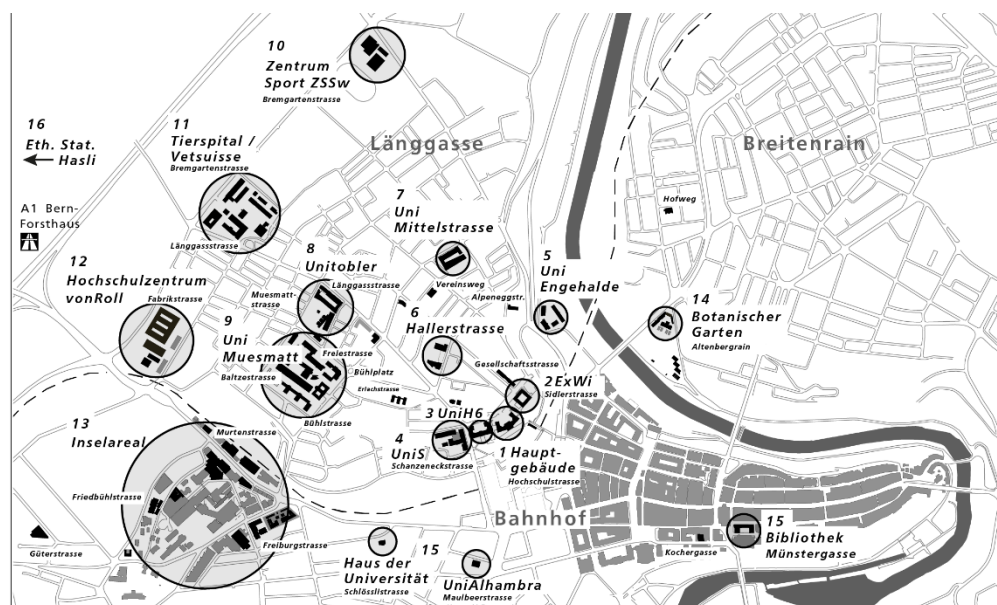 10
Zentrum
Sport ZSSw
Bremgartenstrasse
16
Eth. Stat.
Hasli
11
Tierspital /
Vetsuisse
Bremgartenstrasse
Länggasse
Breitenrain
7
Uni
Mittelstrasse
Hofweg
A1 Bern-
Forsthaus
Länggassstrasse
12
Hochschulzentrum
vonRoll
Fabrikstrasse
8
Unitobler
Länggassstrasse
Muesmatt-
strasse
Vereinsweg
Alpeneggstr.
5
Uni
Engehalde
14
Botanischer
Garten
Altenbergrain
9
Uni
Muesmatt
Baltzestrasse
Freiestrasse
Bühlplatz
Bühlstrasse
6
Hallerstrasse
Gesellschaftsstrasse
Erlachstrasse
2 ExWi
Sidlerstrasse
3 UniH6
4
UniS
Schanzeneckstrasse
1 Haupt-
gebäude
Hochschulstrasse
13
Inselareal
Murtenstrasse
Friedbühlstrasse
Freiburgstrasse
Güterstrasse
Bahnhof
Haus der
Universität
Schlösslistrasse
15
UniAlhambra
Maulbeerstrasse
Kochergasse
15
Bibliothek
Münstergasse